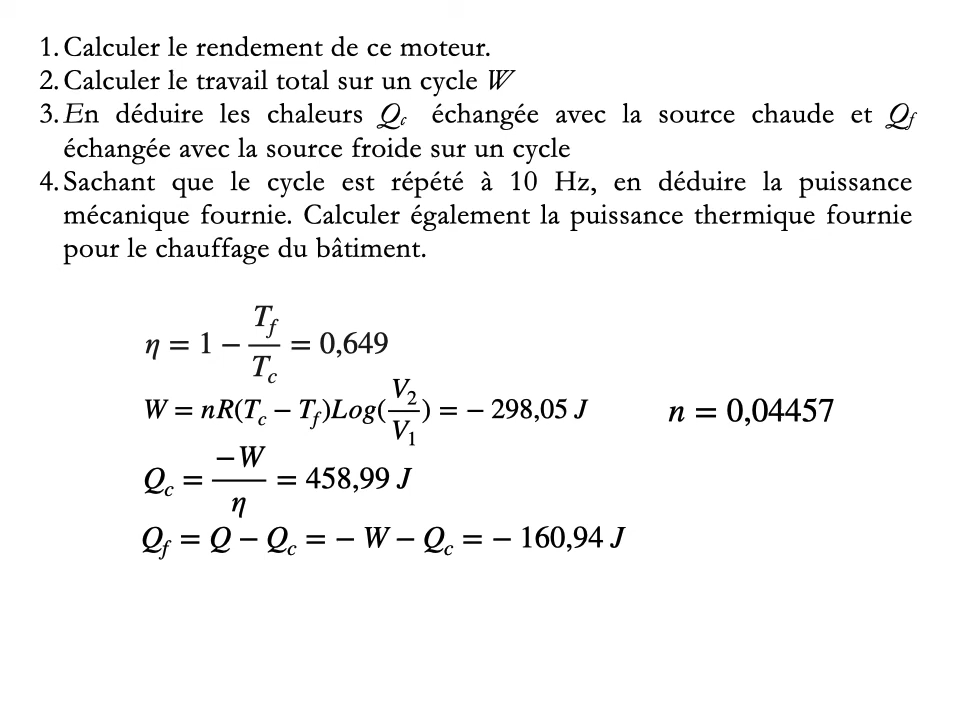 1. Calculer le rendement de ce moteur.
2. Calculer le travail total sur un cycle W
3. En déduire les chaleurs Q_c échangée avec la source chaude et Q_f
échangée avec la source froide sur un cycle
4. Sachant que le cycle est répété à 10 Hz, en déduire la puissance
mécanique fournie. Calculer également la puissance thermique fournie
pour le chauffage du bâtiment.
η = 1 − T_f/T_c = 0,649
W = nR(T_c − T_f)Log(V_2/V_1) = − 298,05 J n = 0,04457
Q_c = −W/η = 458,99 J
Q_f = Q − Q_c = − W − Q_c = − 160,94 J